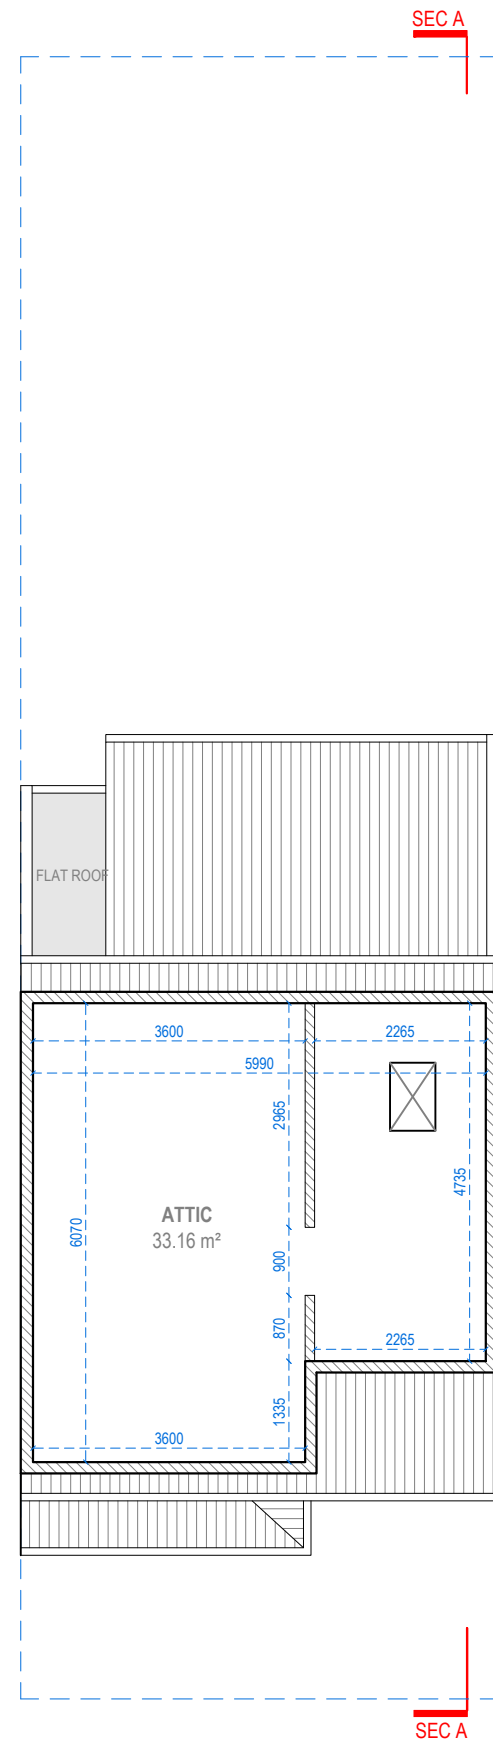 SEC A
FLAT ROOF
3600
2265
5990
2965
4735
ATTIC
6070
33.16 m²
900
870
2265
1335
3600
SEC A